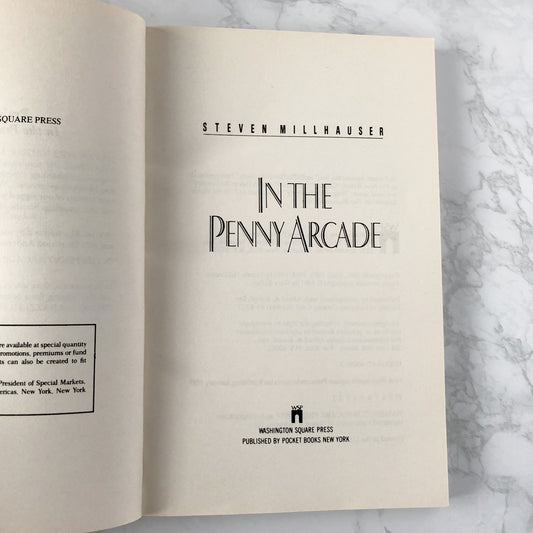 SQUARE PRESS
re available at special quantity
romotions, premiums or fund
ts can also be created to fit
President of Special Markets,
ericas, New York, New York
STEVEN MILLHAUSER
IN THE
PENNY ARCADE
WSP
WASHINGTON SQUARE PRESS
PUBLISHED BY POCKET BOOKS NEW YORK